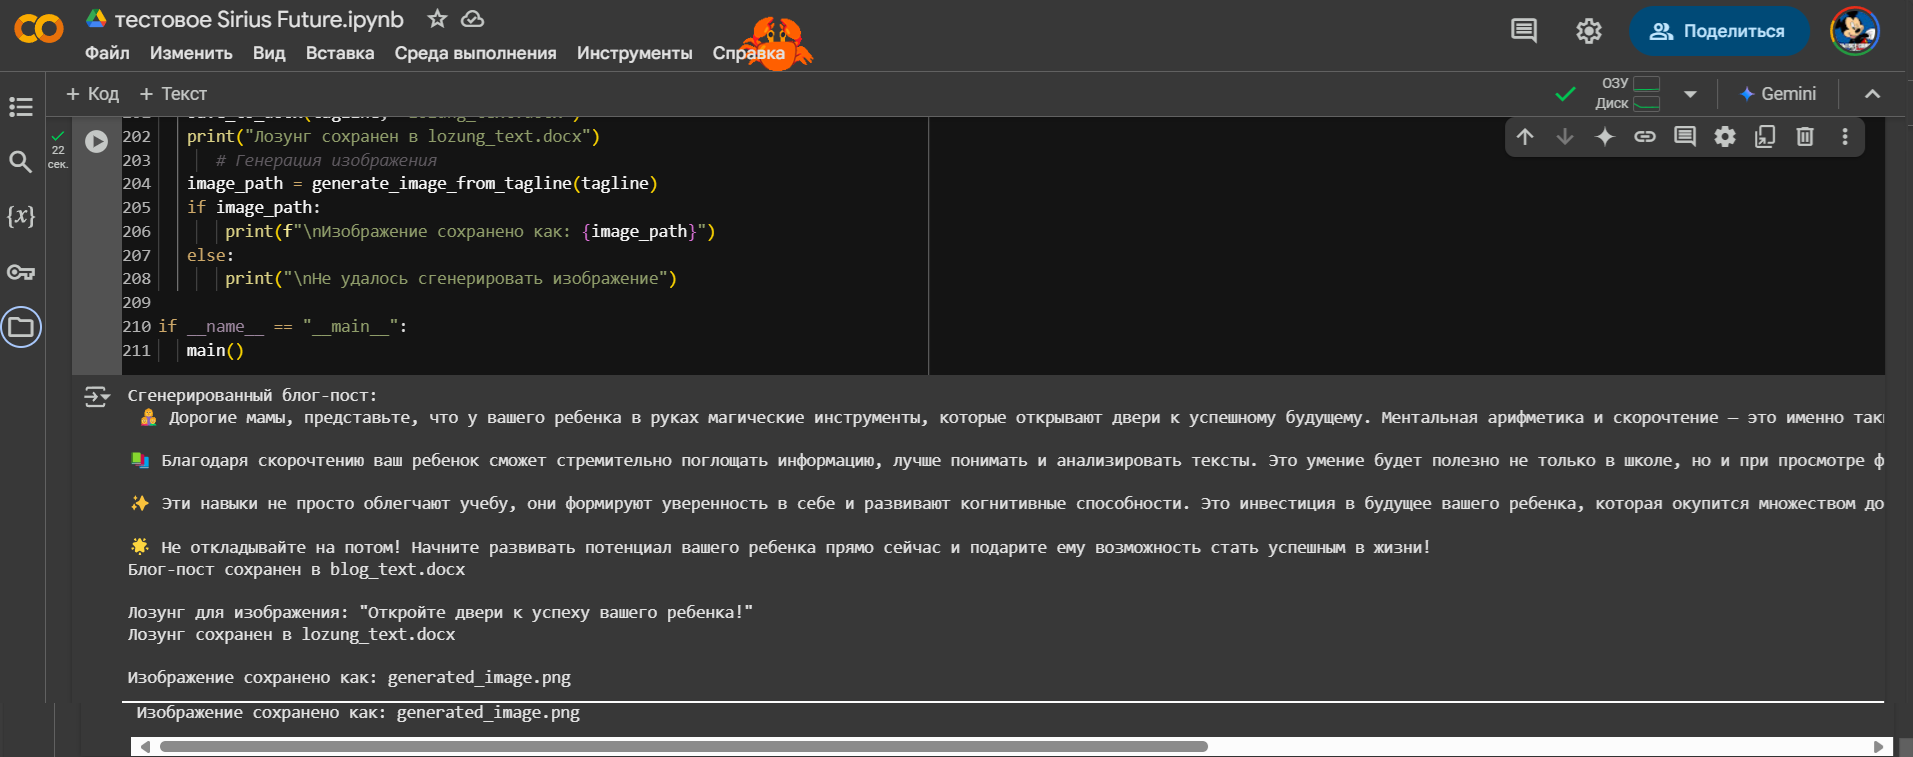 тестовое Sirius Future.ipynb
Файл Изменить Вид Вставка Среда выполнения Инструменты Справка
Поделиться
+ Код + Текст
ОЗУ
Диск
Gemini
22
сек.
202 print("Лозунг сохранен в lozung_text.docx")
203 # Генерация изображения
204 image_path = generate_image_from_tagline(tagline)
205 if image_path:
206 print(f"\nИзображение сохранено как: {image_path}")
207 else:
208 print("\nНе удалось сгенерировать изображение")
209
210 if __name__ == "__main__":
211 main()
Сгенерированный блог-пост:
Дорогие мамы, представьте, что у вашего ребенка в руках магические инструменты, которые открывают двери к успешному будущему. Ментальная арифметика и скорочтение — это именно
Благодаря скорочтению ваш ребенок сможет стремительно поглощать информацию, лучше понимать и анализировать тексты. Это умение будет полезно не только в школе, но и при просмотре
Эти навыки не просто облегчают учебу, они формируют уверенность в себе и развивают когнитивные способности. Это инвестиция в будущее вашего ребенка, которая окупится множеством
Не откладывайте на потом! Начните развивать потенциал вашего ребенка прямо сейчас и подарите ему возможность стать успешным в жизни!
Блог-пост сохранен в blog_text.docx
Лозунг для изображения: "Откройте двери к успеху вашего ребенка!"
Лозунг сохранен в lozung_text.docx
Изображение сохранено как: generated_image.png
Изображение сохранено как: generated_image.png